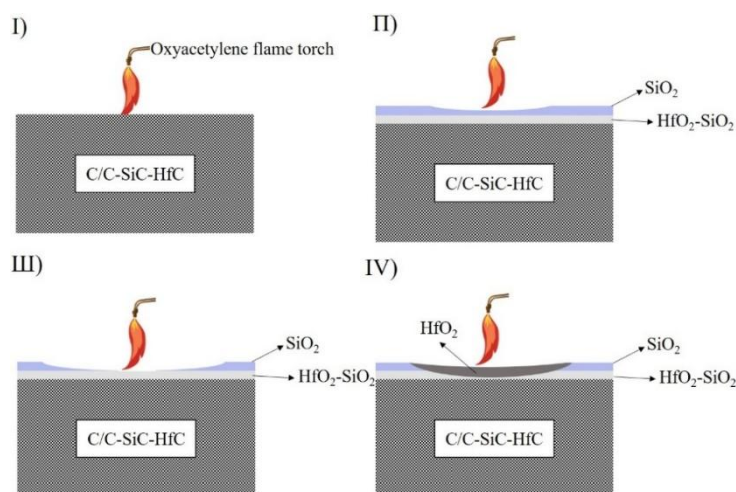 I)
Oxyacetylene flame torch
C/C-SiC-HfC
П)
SiO₂
HfO₂-SiO₂
C/C-SiC-HfC
Ш)
SiO₂
HfO₂-SiO₂
C/C-SiC-HfC
IV)
HfO₂
SiO₂
HfO₂-SiO₂
C/C-SiC-HfC